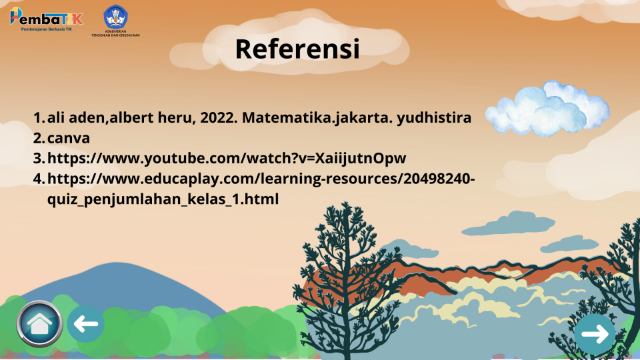 PembaTIK
Pembelajaran Berbasis TIK
KEMENTERIAN
PENDIDIKAN DAN KEBUDAYAAN
Referensi
1. ali aden,albert heru, 2022. Matematika.jakarta. yudhistira
2. canva
3. https://www.youtube.com/watch?v=XaiijutnOpw
4. https://www.educaplay.com/learning-resources/20498240-
quiz_penjumlahan_kelas_1.html